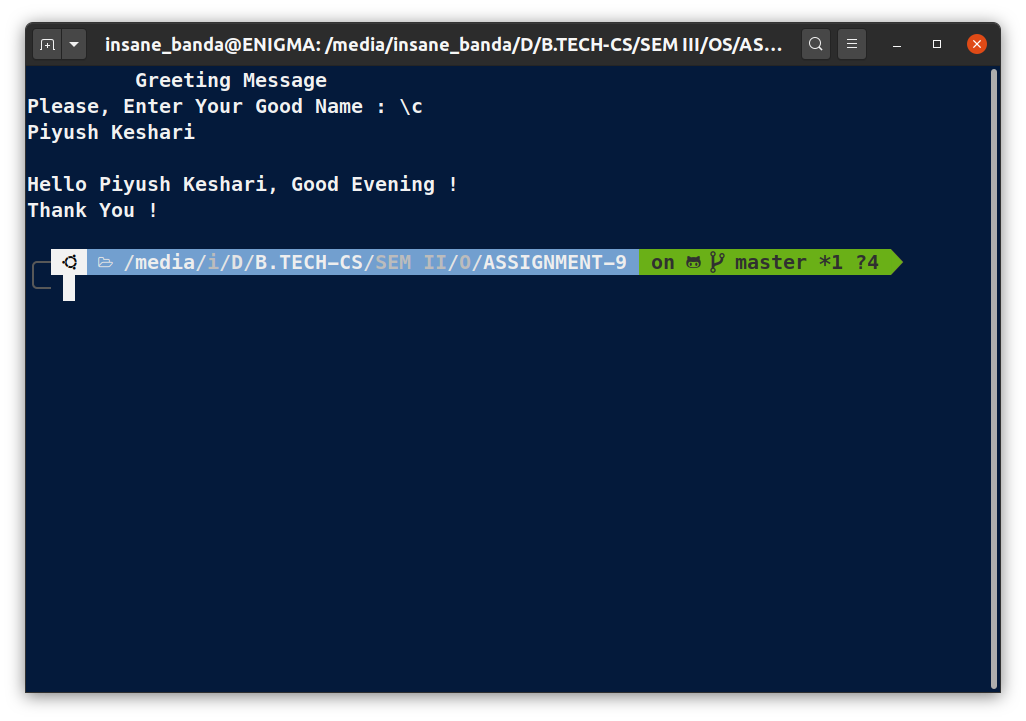 insane_banda@ENIGMA: /media/insane_banda/D/B.TECH-CS/SEM III/OS/AS...
Greeting Message
Please, Enter Your Good Name : \c
Piyush Keshari
Hello Piyush Keshari, Good Evening !
Thank You !
/media/i/D/B.TECH-CS/SEM II/O/ASSIGNMENT-9 on master *1 ?4